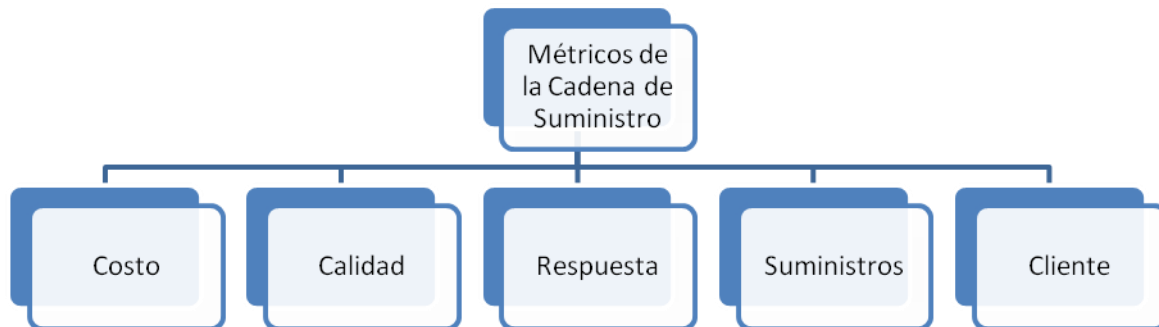 Métricos de
la Cadena de
Suministro
Costo
Calidad
Respuesta
Suministros
Cliente